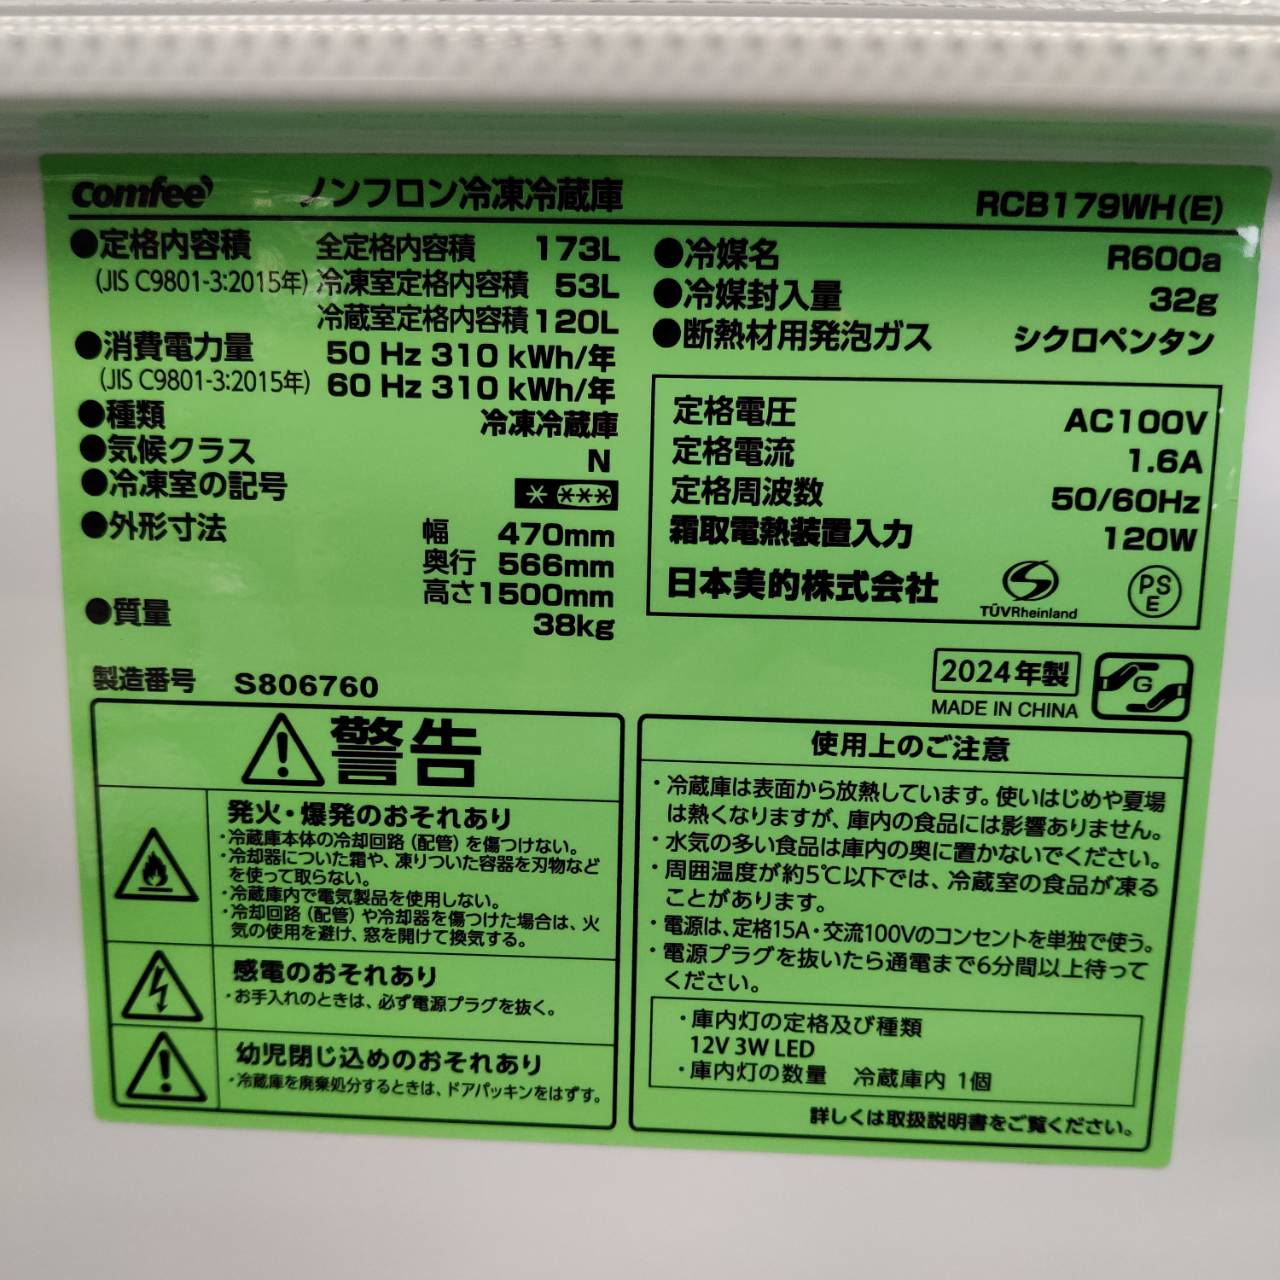 comfee' ノンフロン冷凍冷蔵庫 RCB179WH(E)
●定格内容積 全定格内容積 173L
(JIS C9801-3:2015年) 冷凍室定格内容積 53L
冷蔵室定格内容積 120L
●消費電力量 50 Hz 310 kWh/年
(JIS C9801-3:2015年) 60 Hz 310 kWh/年
●種類 冷凍冷蔵庫
●気候クラス N
●冷凍室の記号 * ***
●外形寸法 幅 470mm
奥行 566mm
高さ 1500mm
●質量 38kg
製造番号 S806760
●冷媒名 R600a
●冷媒封入量 32g
●断熱材用発泡ガス シクロペンタン
定格電圧 AC100V
定格電流 1.6A
定格周波数 50/60Hz
霜取電熱装置入力 120W
日本美的株式会社 TÜVRheinland PS E
2024年製 G
MADE IN CHINA
警告
発火・爆発のおそれあり
・冷蔵庫本体の冷却回路(配管)を傷つけない。
・冷却器についた霜や、凍りついた容器を刃物など
を使って取らない。
・冷蔵庫内で電気製品を使用しない。
・冷却回路(配管)や冷却器を傷つけた場合は、火
気の使用を避け、窓を開けて換気する。
感電のおそれあり
・お手入れのときは、必ず電源プラグを抜く。
幼児閉じ込めのおそれあり
・冷蔵庫を廃棄処分するときは、ドアパッキンをはずす。
使用上のご注意
・冷蔵庫は表面から放熱しています。使いはじめや夏場
は熱くなりますが、庫内の食品には影響ありません。
・水気の多い食品は庫内の奥に置かないでください。
・周囲温度が約5℃以下では、冷蔵室の食品が凍る
ことがあります。
・電源は、定格15A・交流100Vのコンセントを単独で使う。
・電源プラグを抜いたら通電まで6分間以上待って
ください。
・庫内灯の定格及び種類
12V 3W LED
・庫内灯の数量 冷蔵庫内 1個
詳しくは取扱説明書をご覧ください。